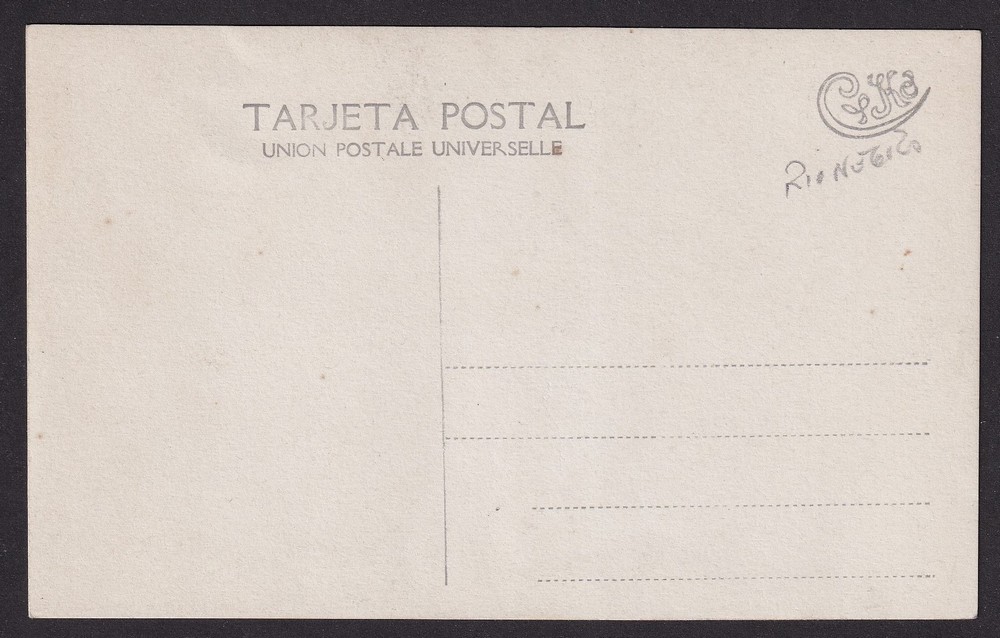 TARJETA POSTAL
UNION POSTALE UNIVERSELLE
RIO NEGRO